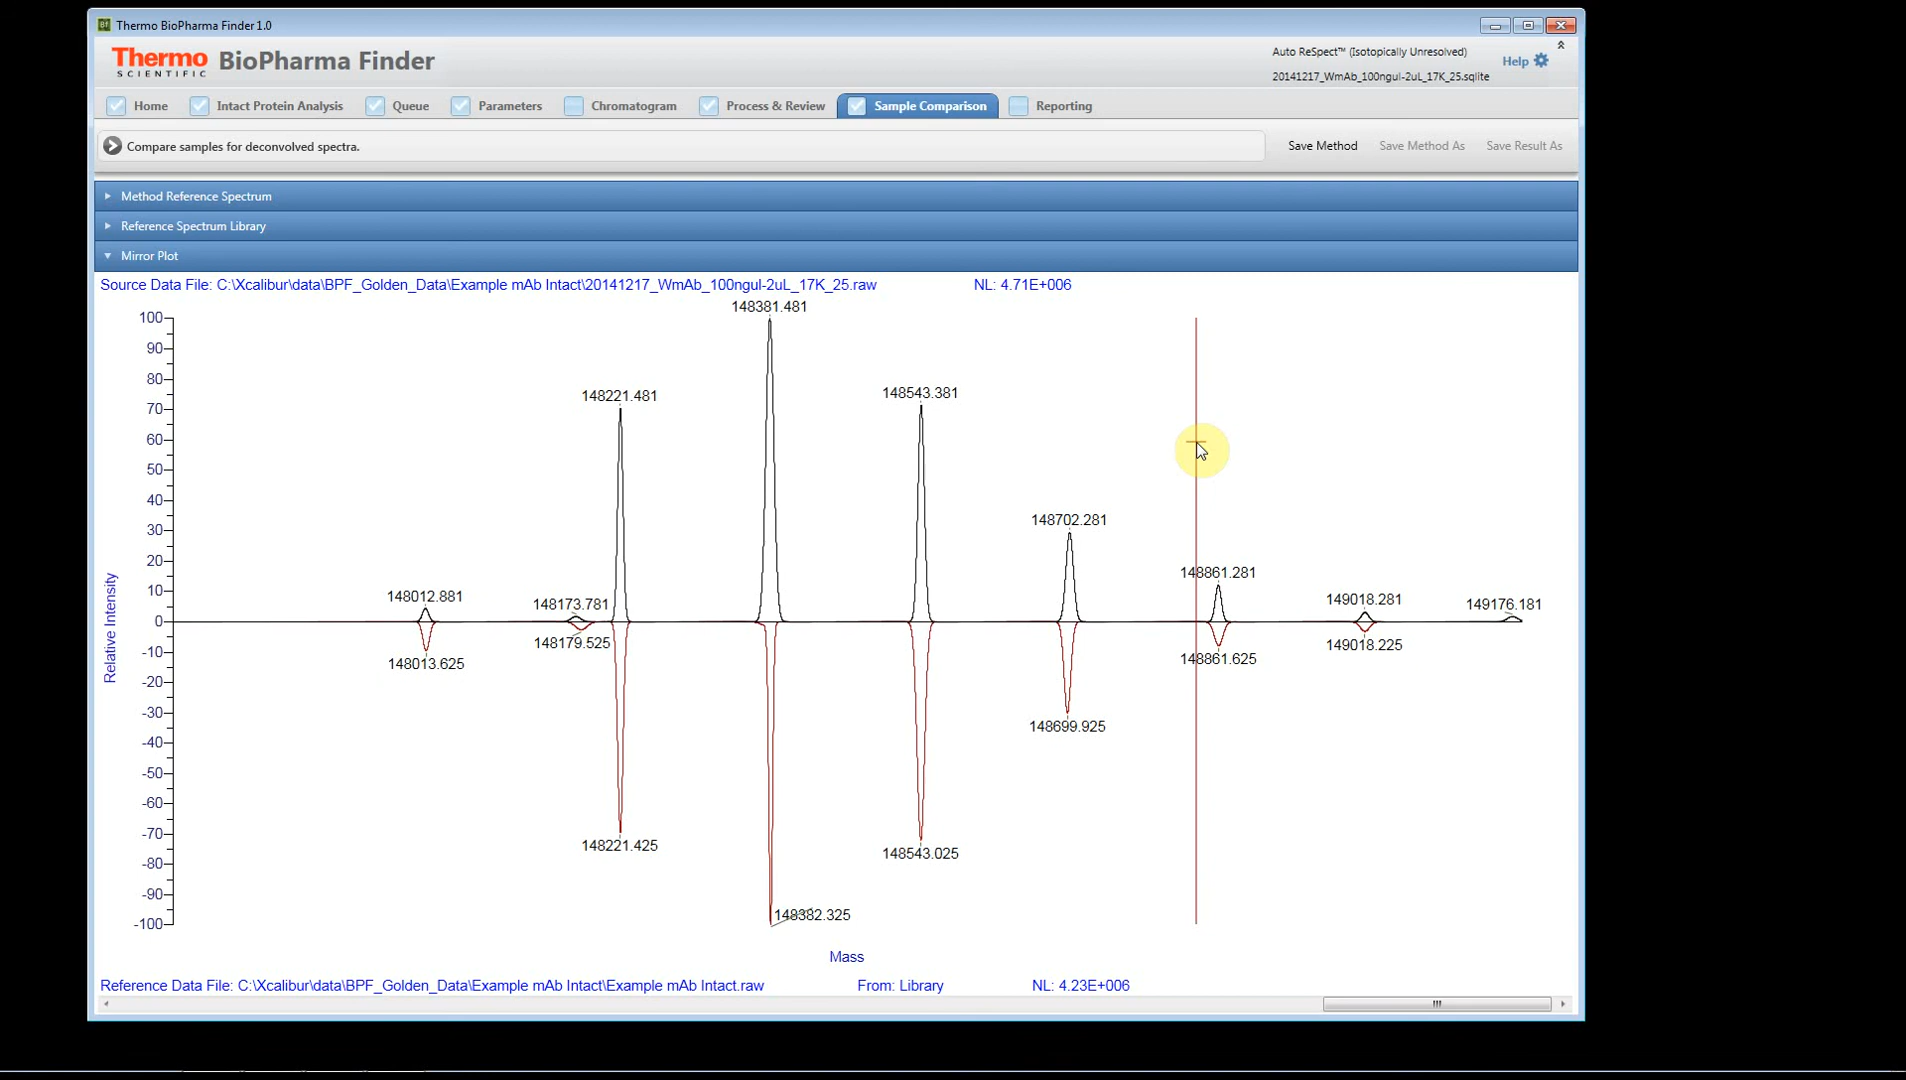 Thermo BioPharma Finder 1.0
Thermo
SCIENTIFIC
BioPharma Finder
Auto ReSpect™ (Isotopically Unresolved)
20141217_WmAb_100ngul-2uL_17K_25.sqlite
Help
Home
Intact Protein Analysis
Queue
Parameters
Chromatogram
Process & Review
Sample Comparison
Reporting
Compare samples for deconvolved spectra.
Save Method
Save Method As
Save Result As
Method Reference Spectrum
Reference Spectrum Library
Mirror Plot
Source Data File: C:\Xcalibur\data\BPF_Golden_Data\Example mAb Intact\20141217_WmAb_100ngul-2uL_17K_25.raw
NL: 4.71E+006
148381.481
100
90
148543.381
148221.481
80
70
60
50
40
148702.281
30
20
148861.281
10
148012.881
148173.781
149018.281
149176.181
0
148179.525
149018.225
-10
148013.625
148861.625
-20
-30
148699.925
-40
-50
-60
-70
148221.425
148543.025
-80
-90
148382.325
-100
Relative Intensity
Mass
Reference Data File: C:\Xcalibur\data\BPF_Golden_Data\Example mAb Intact\Example mAb Intact.raw
From: Library
NL: 4.23E+006